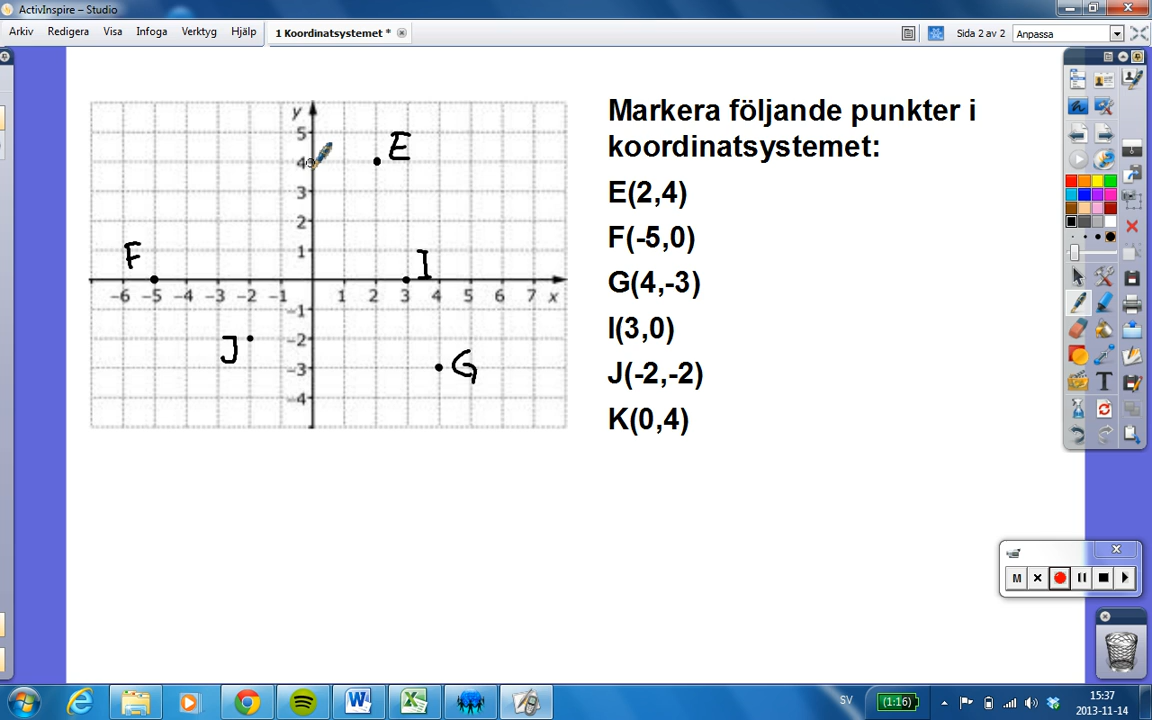 ActivInspire – Studio
Arkiv Redigera Visa Infoga Verktyg Hjälp 1 Koordinatsystemet * Sida 2 av 2 Anpassa
Markera följande punkter i
koordinatsystemet:
E(2,4)
F(-5,0)
G(4,-3)
I(3,0)
J(-2,-2)
K(0,4)
y
5
E
4
3
2
1
F
I
−6 −5 −4 −3 −2 −1 1 2 3 4 5 6 7 x
−1
−2
J
−3
G
−4
T
M
W
X
SV
(1:16)
15:37
2013-11-14